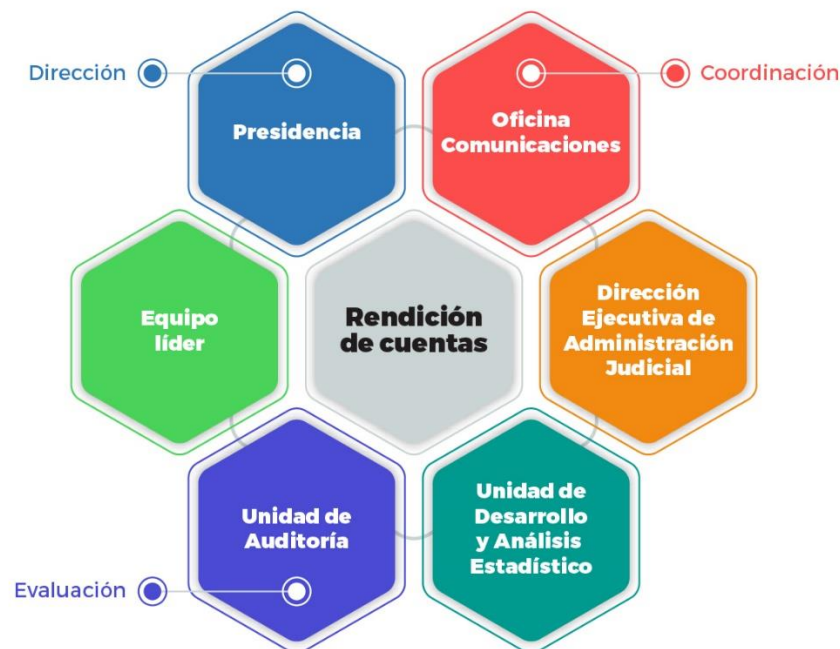 Dirección
Presidencia
Oficina
Comunicaciones
Coordinación
Equipo
líder
Rendición
de cuentas
Dirección
Ejecutiva de
Administración
Judicial
Unidad de
Auditoría
Unidad de
Desarrollo
y Análisis
Estadístico
Evaluación